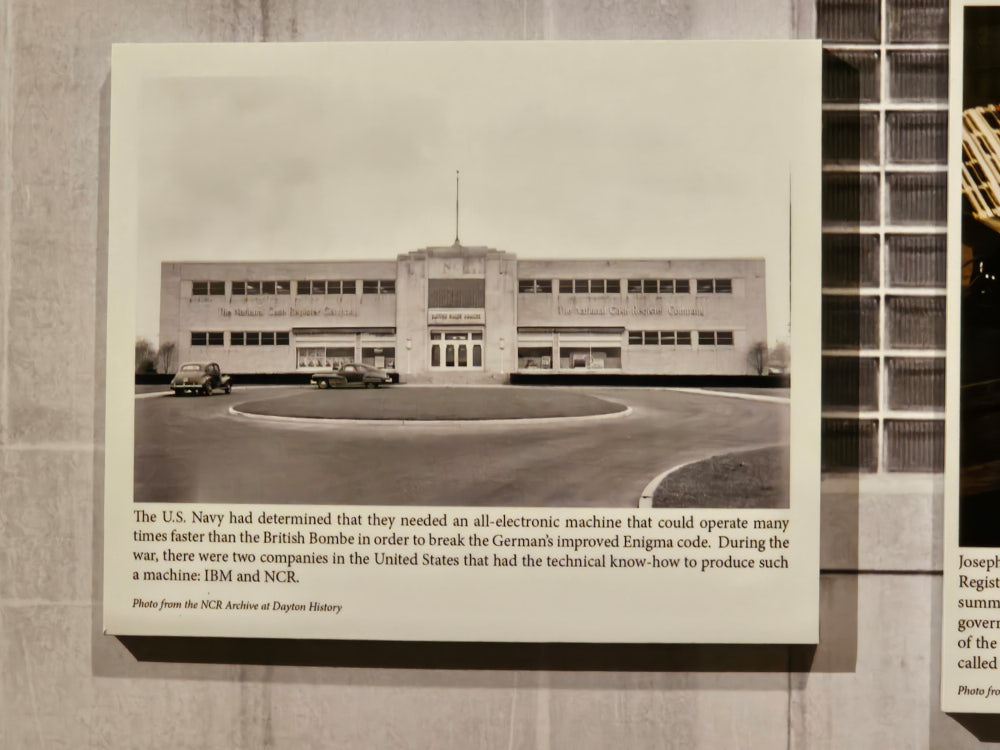 NCR
The National Cash Register Company
The National Cash Register Company
The U.S. Navy had determined that they needed an all-electronic machine that could operate many
times faster than the British Bombe in order to break the German's improved Enigma code. During the
war, there were two companies in the United States that had the technical know-how to produce such
a machine: IBM and NCR.
Photo from the NCR Archive at Dayton History
Joseph
Regist
summ
govern
of the
called
Photo fro